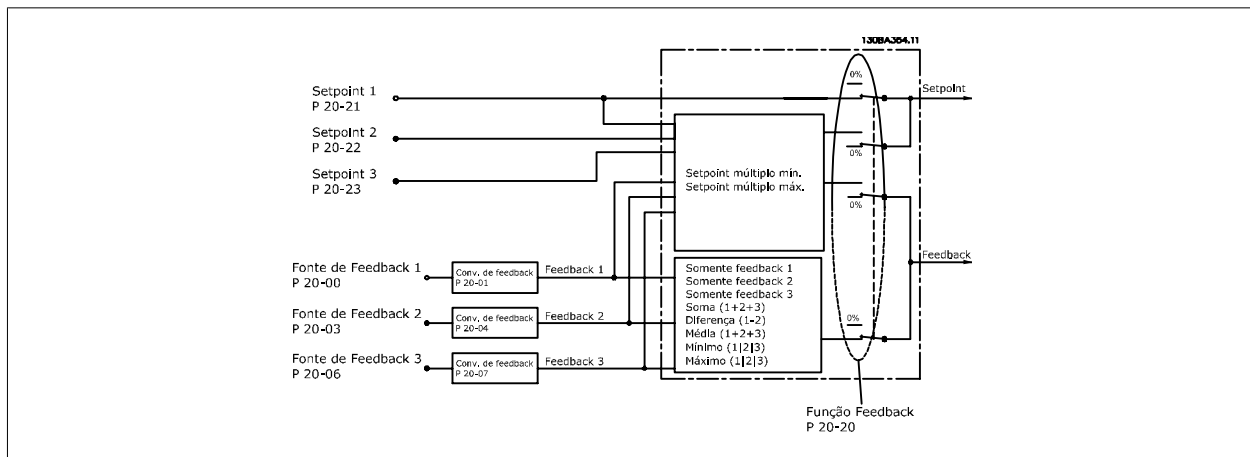 130BA354.11
0%
Setpoint
Setpoint 1
P 20-21
Setpoint 2
P 20-22
0%
Setpoint 3
P 20-23
Setpoint múltiplo mín.
Setpoint múltiplo máx.
0%
Feedback
Fonte de Feedback 1
P 20-00
Conv. de feedback
P 20-01
Feedback 1
Somente feedback 1
Somente feedback 2
Somente feedback 3
Soma (1+2+3)
Diferença (1-2)
Média (1+2+3)
Mínimo (1|2|3)
Máximo (1|2|3)
0%
Fonte de Feedback 2
P 20-03
Conv. de feedback
P 20-04
Feedback 2
Fonte de Feedback 3
P 20-06
Conv. de feedback
P 20-07
Feedback 3
Função Feedback
P 20-20